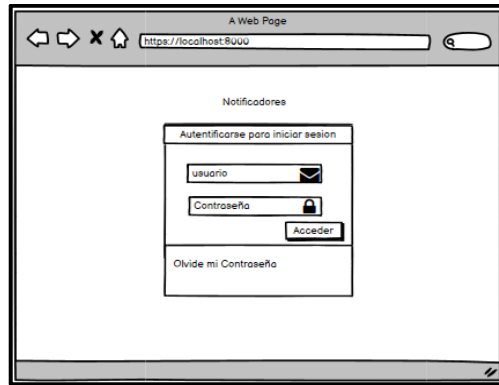 A Web Page
https://localhost:8000
Notificadores
Autentificarse para iniciar sesion
usuario
Contraseña
Acceder
Olvide mi Contraseña